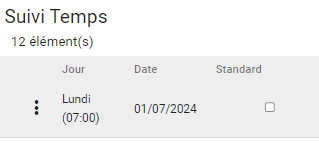 Suivi Temps
12 élément(s)
Jour Date Standard
Lundi
(07:00) 01/07/2024